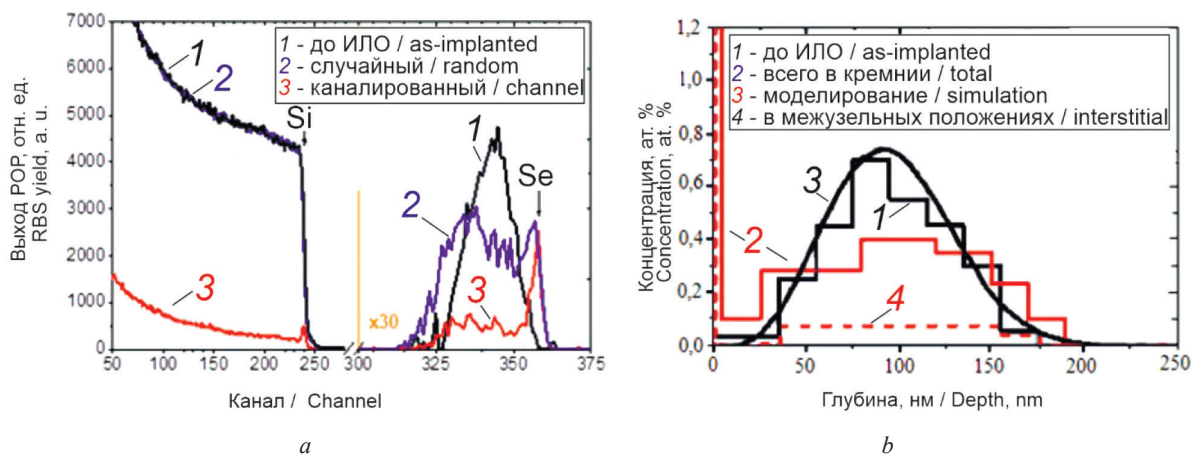 7000
6000
5000
4000
3000
2000
1000
0
Выход РОР, отн. ед.
RBS yield, a. u.
1 - до ИЛО / as-implanted
2 - случайный / random
3 - каналированный / channel
1
2
Si
3
x30
1
2
3
Se
50 100 150 200 250 300 325 350 375
Канал / Channel
a
1,2
1,0
0,8
0,6
0,4
0,2
0,0
Концентрация, ат. %
Concentration, at. %
1 - до ИЛО / as-implanted
2 - всего в кремнии / total
3 - моделирование / simulation
4 - в межузельных положениях / interstitial
3
1
2
4
0 50 100 150 200 250
Глубина, нм / Depth, nm
b